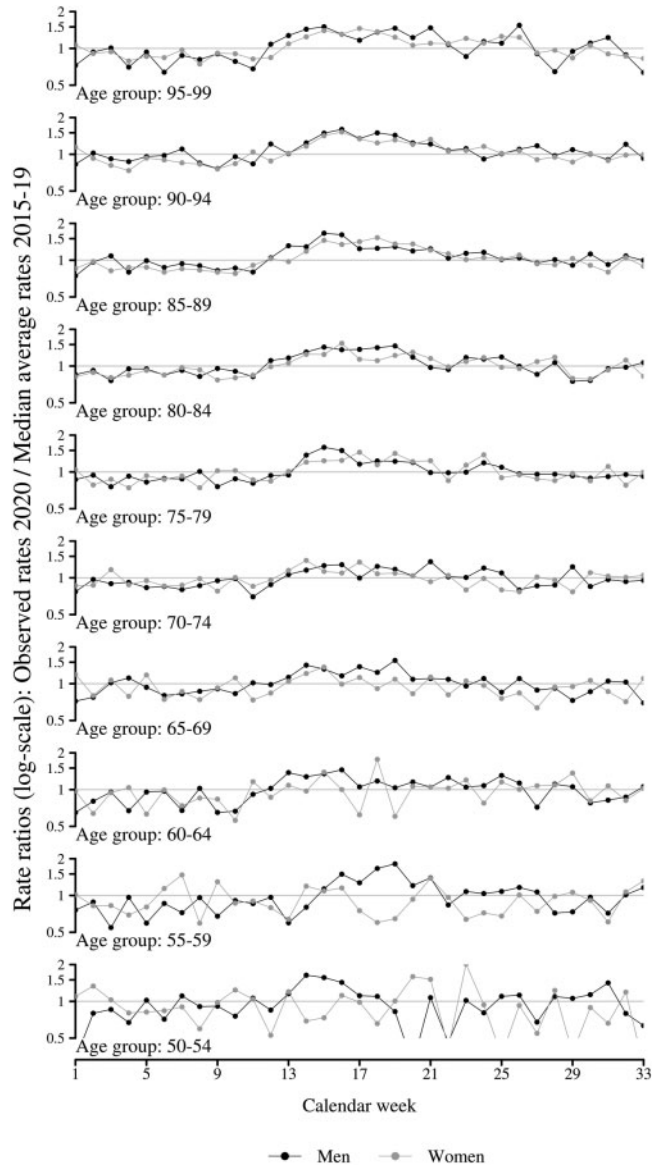 Rate ratios (log-scale): Observed rates 2020 / Median average rates 2015-19
2
1.5
1
0.5
Age group: 95-99
2
1.5
1
0.5
Age group: 90-94
2
1.5
1
0.5
Age group: 85-89
2
1.5
1
0.5
Age group: 80-84
2
1.5
1
0.5
Age group: 75-79
2
1.5
1
0.5
Age group: 70-74
2
1.5
1
0.5
Age group: 65-69
2
1.5
1
0.5
Age group: 60-64
2
1.5
1
0.5
Age group: 55-59
2
1.5
1
0.5
Age group: 50-54
1 5 9 13 17 21 25 29 33
Calendar week
Men Women